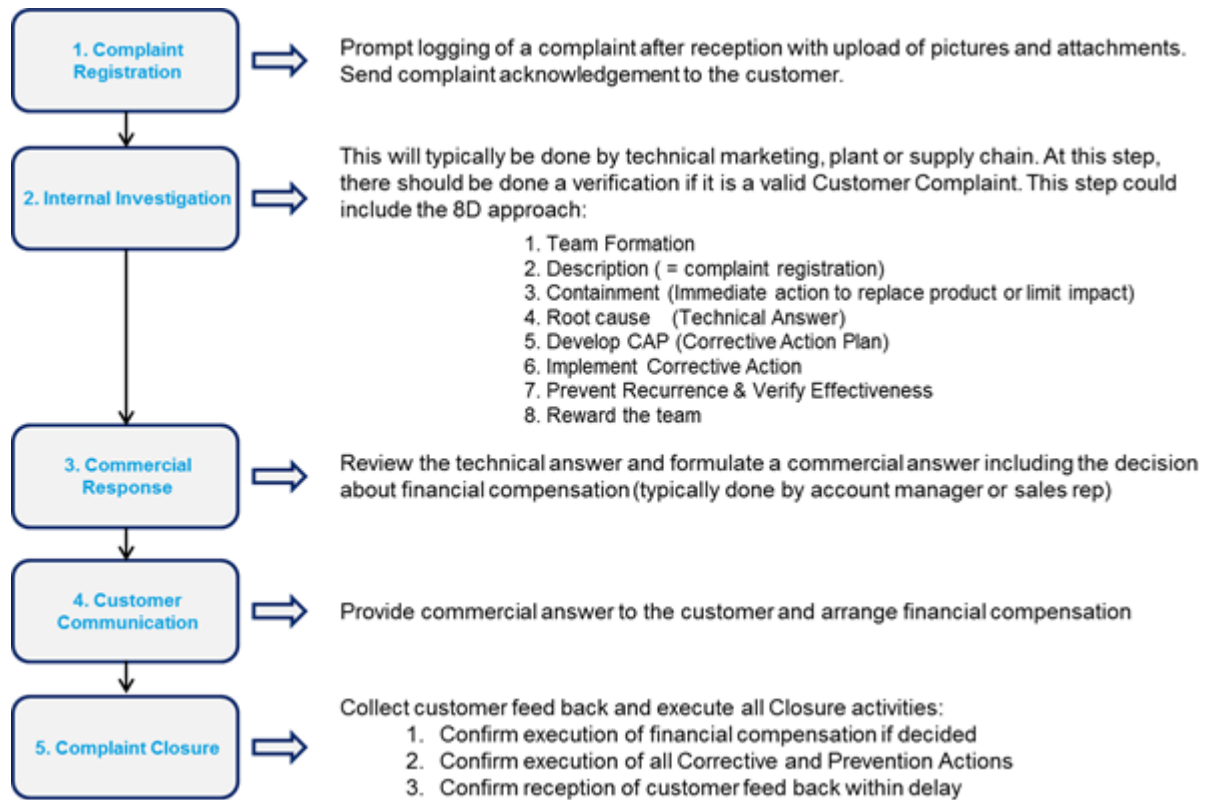 1. Complaint
Registration
Prompt logging of a complaint after reception with upload of pictures and attachments.
Send complaint acknowledgement to the customer.
2. Internal Investigation
This will typically be done by technical marketing, plant or supply chain. At this step,
there should be done a verification if it is a valid Customer Complaint. This step could
include the 8D approach:
1. Team Formation
2. Description ( = complaint registration)
3. Containment (Immediate action to replace product or limit impact)
4. Root cause (Technical Answer)
5. Develop CAP (Corrective Action Plan)
6. Implement Corrective Action
7. Prevent Recurrence & Verify Effectiveness
8. Reward the team
3. Commercial
Response
Review the technical answer and formulate a commercial answer including the decision
about financial compensation (typically done by account manager or sales rep)
4. Customer
Communication
Provide commercial answer to the customer and arrange financial compensation
5. Complaint Closure
Collect customer feed back and execute all Closure activities:
1. Confirm execution of financial compensation if decided
2. Confirm execution of all Corrective and Prevention Actions
3. Confirm reception of customer feed back within delay